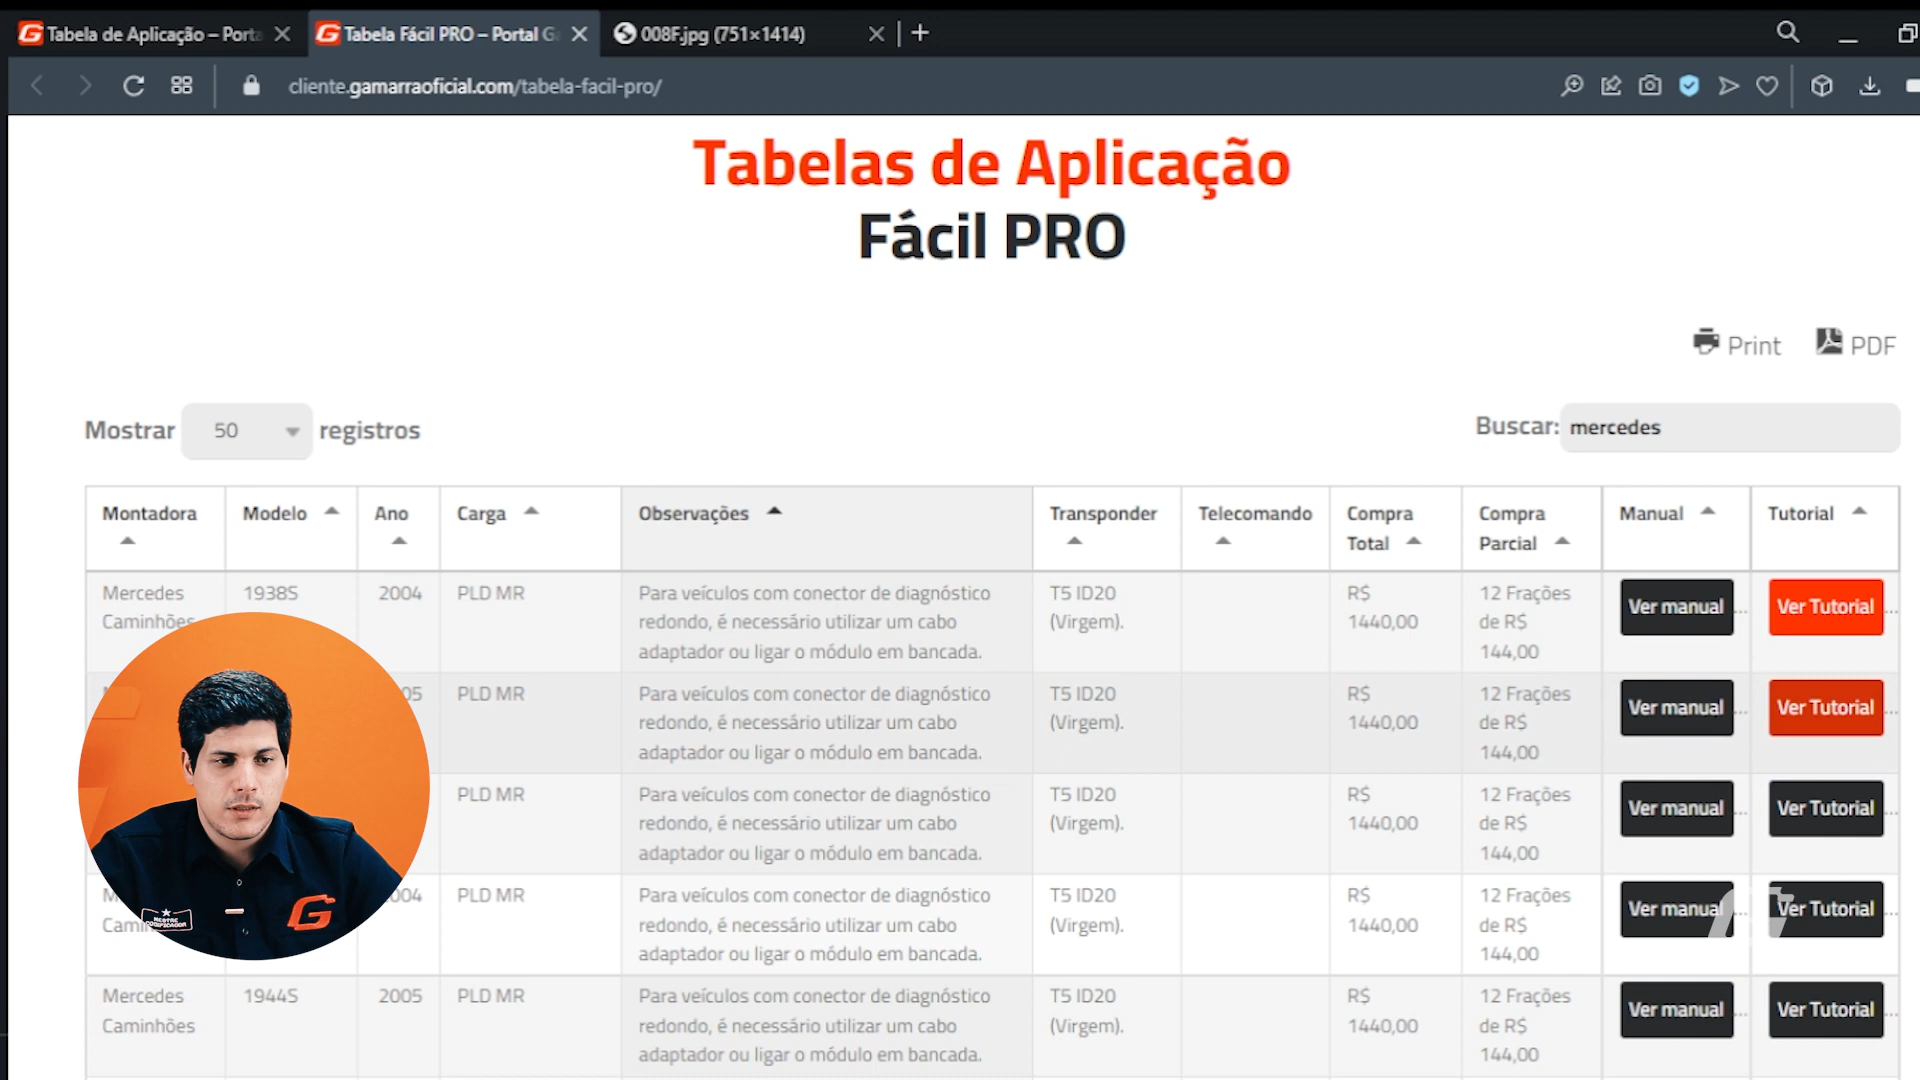 Tabela de Aplicação – Porta
Tabela Fácil PRO – Portal G
008F.jpg (751×1414)
cliente.gamarraoficial.com/tabela-facil-pro/
Tabelas de Aplicação
Fácil PRO
Print
PDF
Mostrar 50 registros
Buscar: mercedes
Montadora
Modelo
Ano
Carga
Observações
Transponder
Telecomando
Compra
Total
Compra
Parcial
Manual
Tutorial
Mercedes
Caminhões
1938S
2004
PLD MR
Para veículos com conector de diagnóstico
redondo, é necessário utilizar um cabo
adaptador ou ligar o módulo em bancada.
T5 ID20
(Virgem).
R$
1440,00
12 Frações
de R$
144,00
Ver manual
...
Ver Tutorial
...
05
PLD MR
Para veículos com conector de diagnóstico
redondo, é necessário utilizar um cabo
adaptador ou ligar o módulo em bancada.
T5 ID20
(Virgem).
R$
1440,00
12 Frações
de R$
144,00
Ver manual
...
Ver Tutorial
...
PLD MR
Para veículos com conector de diagnóstico
redondo, é necessário utilizar um cabo
adaptador ou ligar o módulo em bancada.
T5 ID20
(Virgem).
R$
1440,00
12 Frações
de R$
144,00
Ver manual
...
Ver Tutorial
...
M
Cami
004
PLD MR
Para veículos com conector de diagnóstico
redondo, é necessário utilizar um cabo
adaptador ou ligar o módulo em bancada.
T5 ID20
(Virgem).
R$
1440,00
12 Frações
de R$
144,00
Ver manual
...
Ver Tutorial
...
MESTRE
CODIFICADOR
G
Mercedes
Caminhões
1944S
2005
PLD MR
Para veículos com conector de diagnóstico
redondo, é necessário utilizar um cabo
adaptador ou ligar o módulo em bancada.
T5 ID20
(Virgem).
R$
1440,00
12 Frações
de R$
144,00
Ver manual
...
Ver Tutorial
...